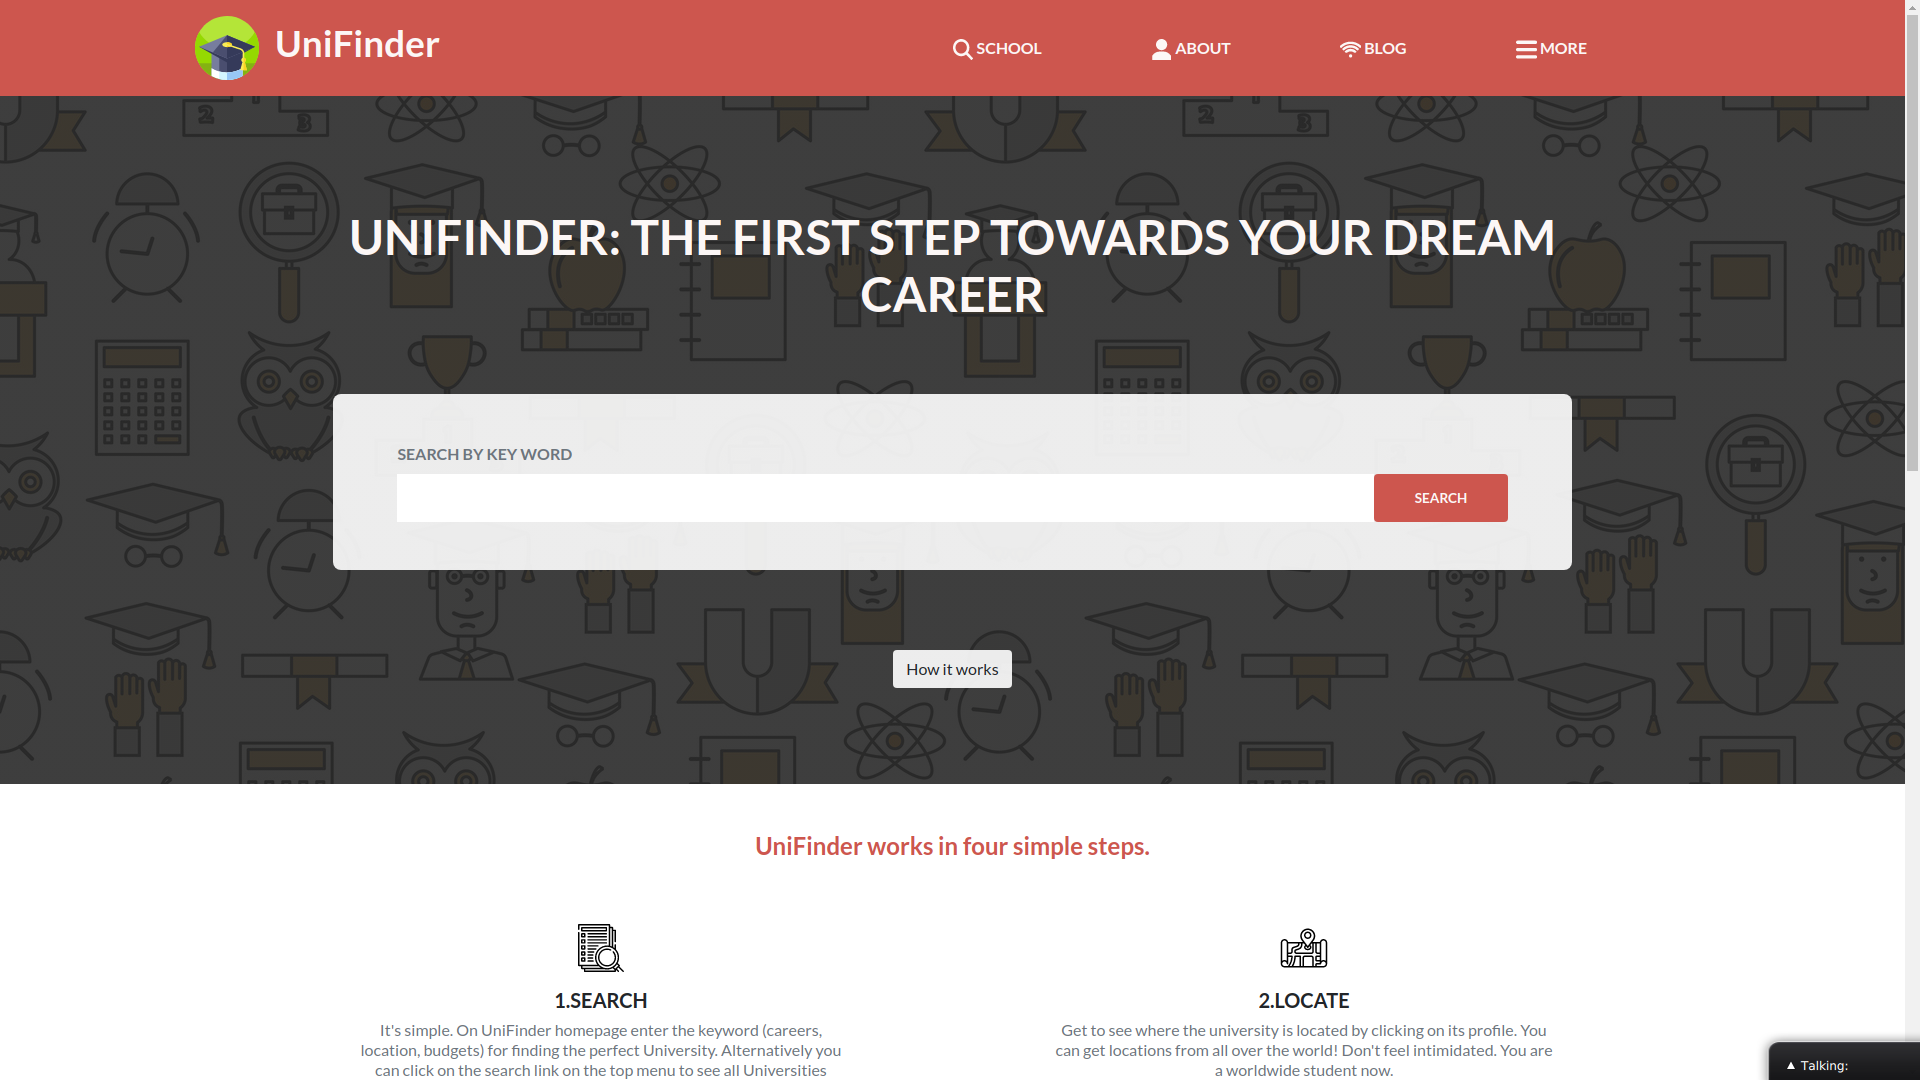 UniFinder
SCHOOL
ABOUT
BLOG
MORE
UNIFINDER: THE FIRST STEP TOWARDS YOUR DREAM
CAREER
SEARCH BY KEY WORD
SEARCH
How it works
UniFinder works in four simple steps.
1.SEARCH
It's simple. On UniFinder homepage enter the keyword (careers,
location, budgets) for finding the perfect University. Alternatively you
can click on the search link on the top menu to see all Universities
2.LOCATE
Get to see where the university is located by clicking on its profile. You
can get locations from all over the world! Don't feel intimidated. You are
a worldwide student now.
▲ Talking: